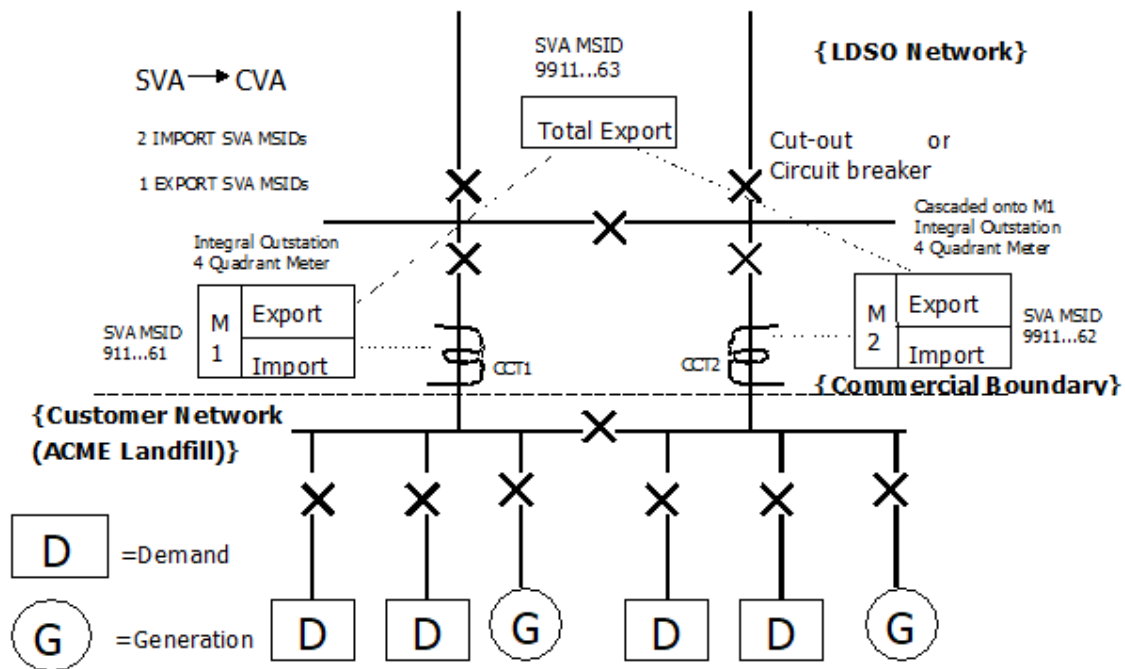 SVA MSID
9911...63
{LDSO Network}
SVA → CVA
2 IMPORT SVA MSIDs
Total Export
Cut-out or
Circuit breaker
1 EXPORT SVA MSIDs
Cascaded onto M1
Integral Outstation
4 Quadrant Meter
Integral Outstation
4 Quadrant Meter
SVA MSID
911...61
M
1
Export
Import
CCT1
CCT2
M
2
Export
Import
SVA MSID
9911...62
{Commercial Boundary}
{Customer Network
(ACME Landfill)}
D
=Demand
G
=Generation
D
D
G
D
D
G